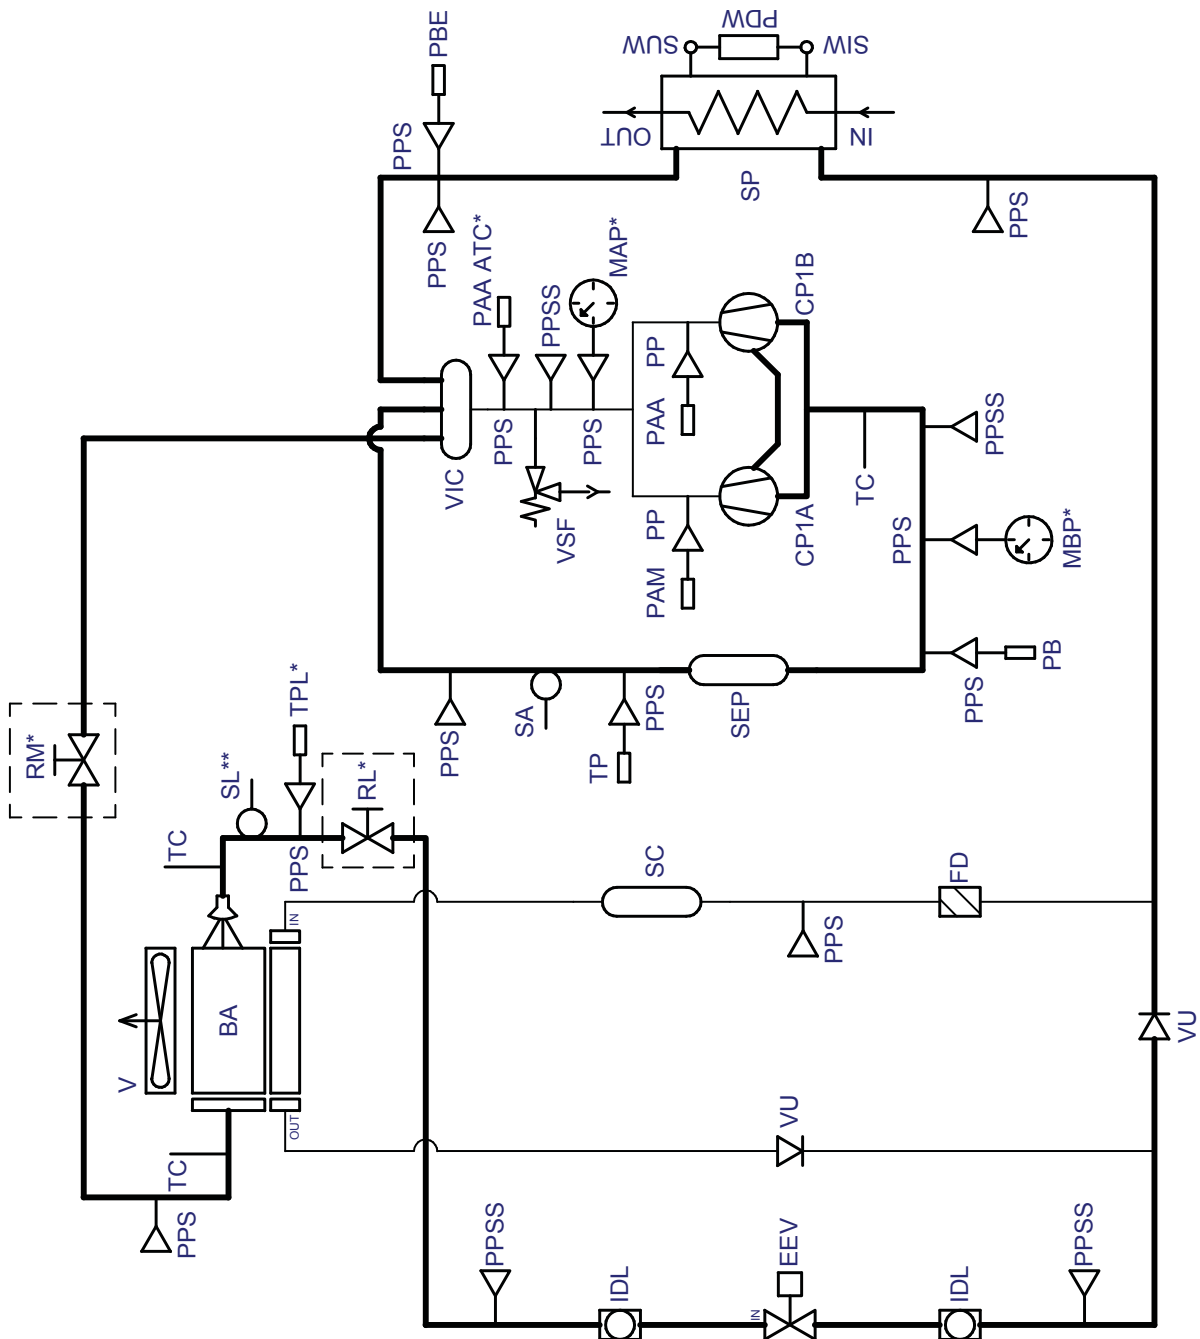 PBE
PPS
PPS
SUW
PDW
SIW
OUT
IN
SP
PPS
PAA ATC*
PPSS
MAP*
VIC
PPS
PPS
VSF
PP
PAA
PP
PAM
CP1B
CP1A
TC
PPSS
PPS
MBP*
PPS
PB
SEP
PPS
TP
SA
PPS
RM*
TPL*
SL**
RL*
PPS
TC
V
BA
IN
OUT
TC
PPS
SC
PPS
FD
VU
VU
PPSS
IDL
IN
EEV
IDL
PPSS